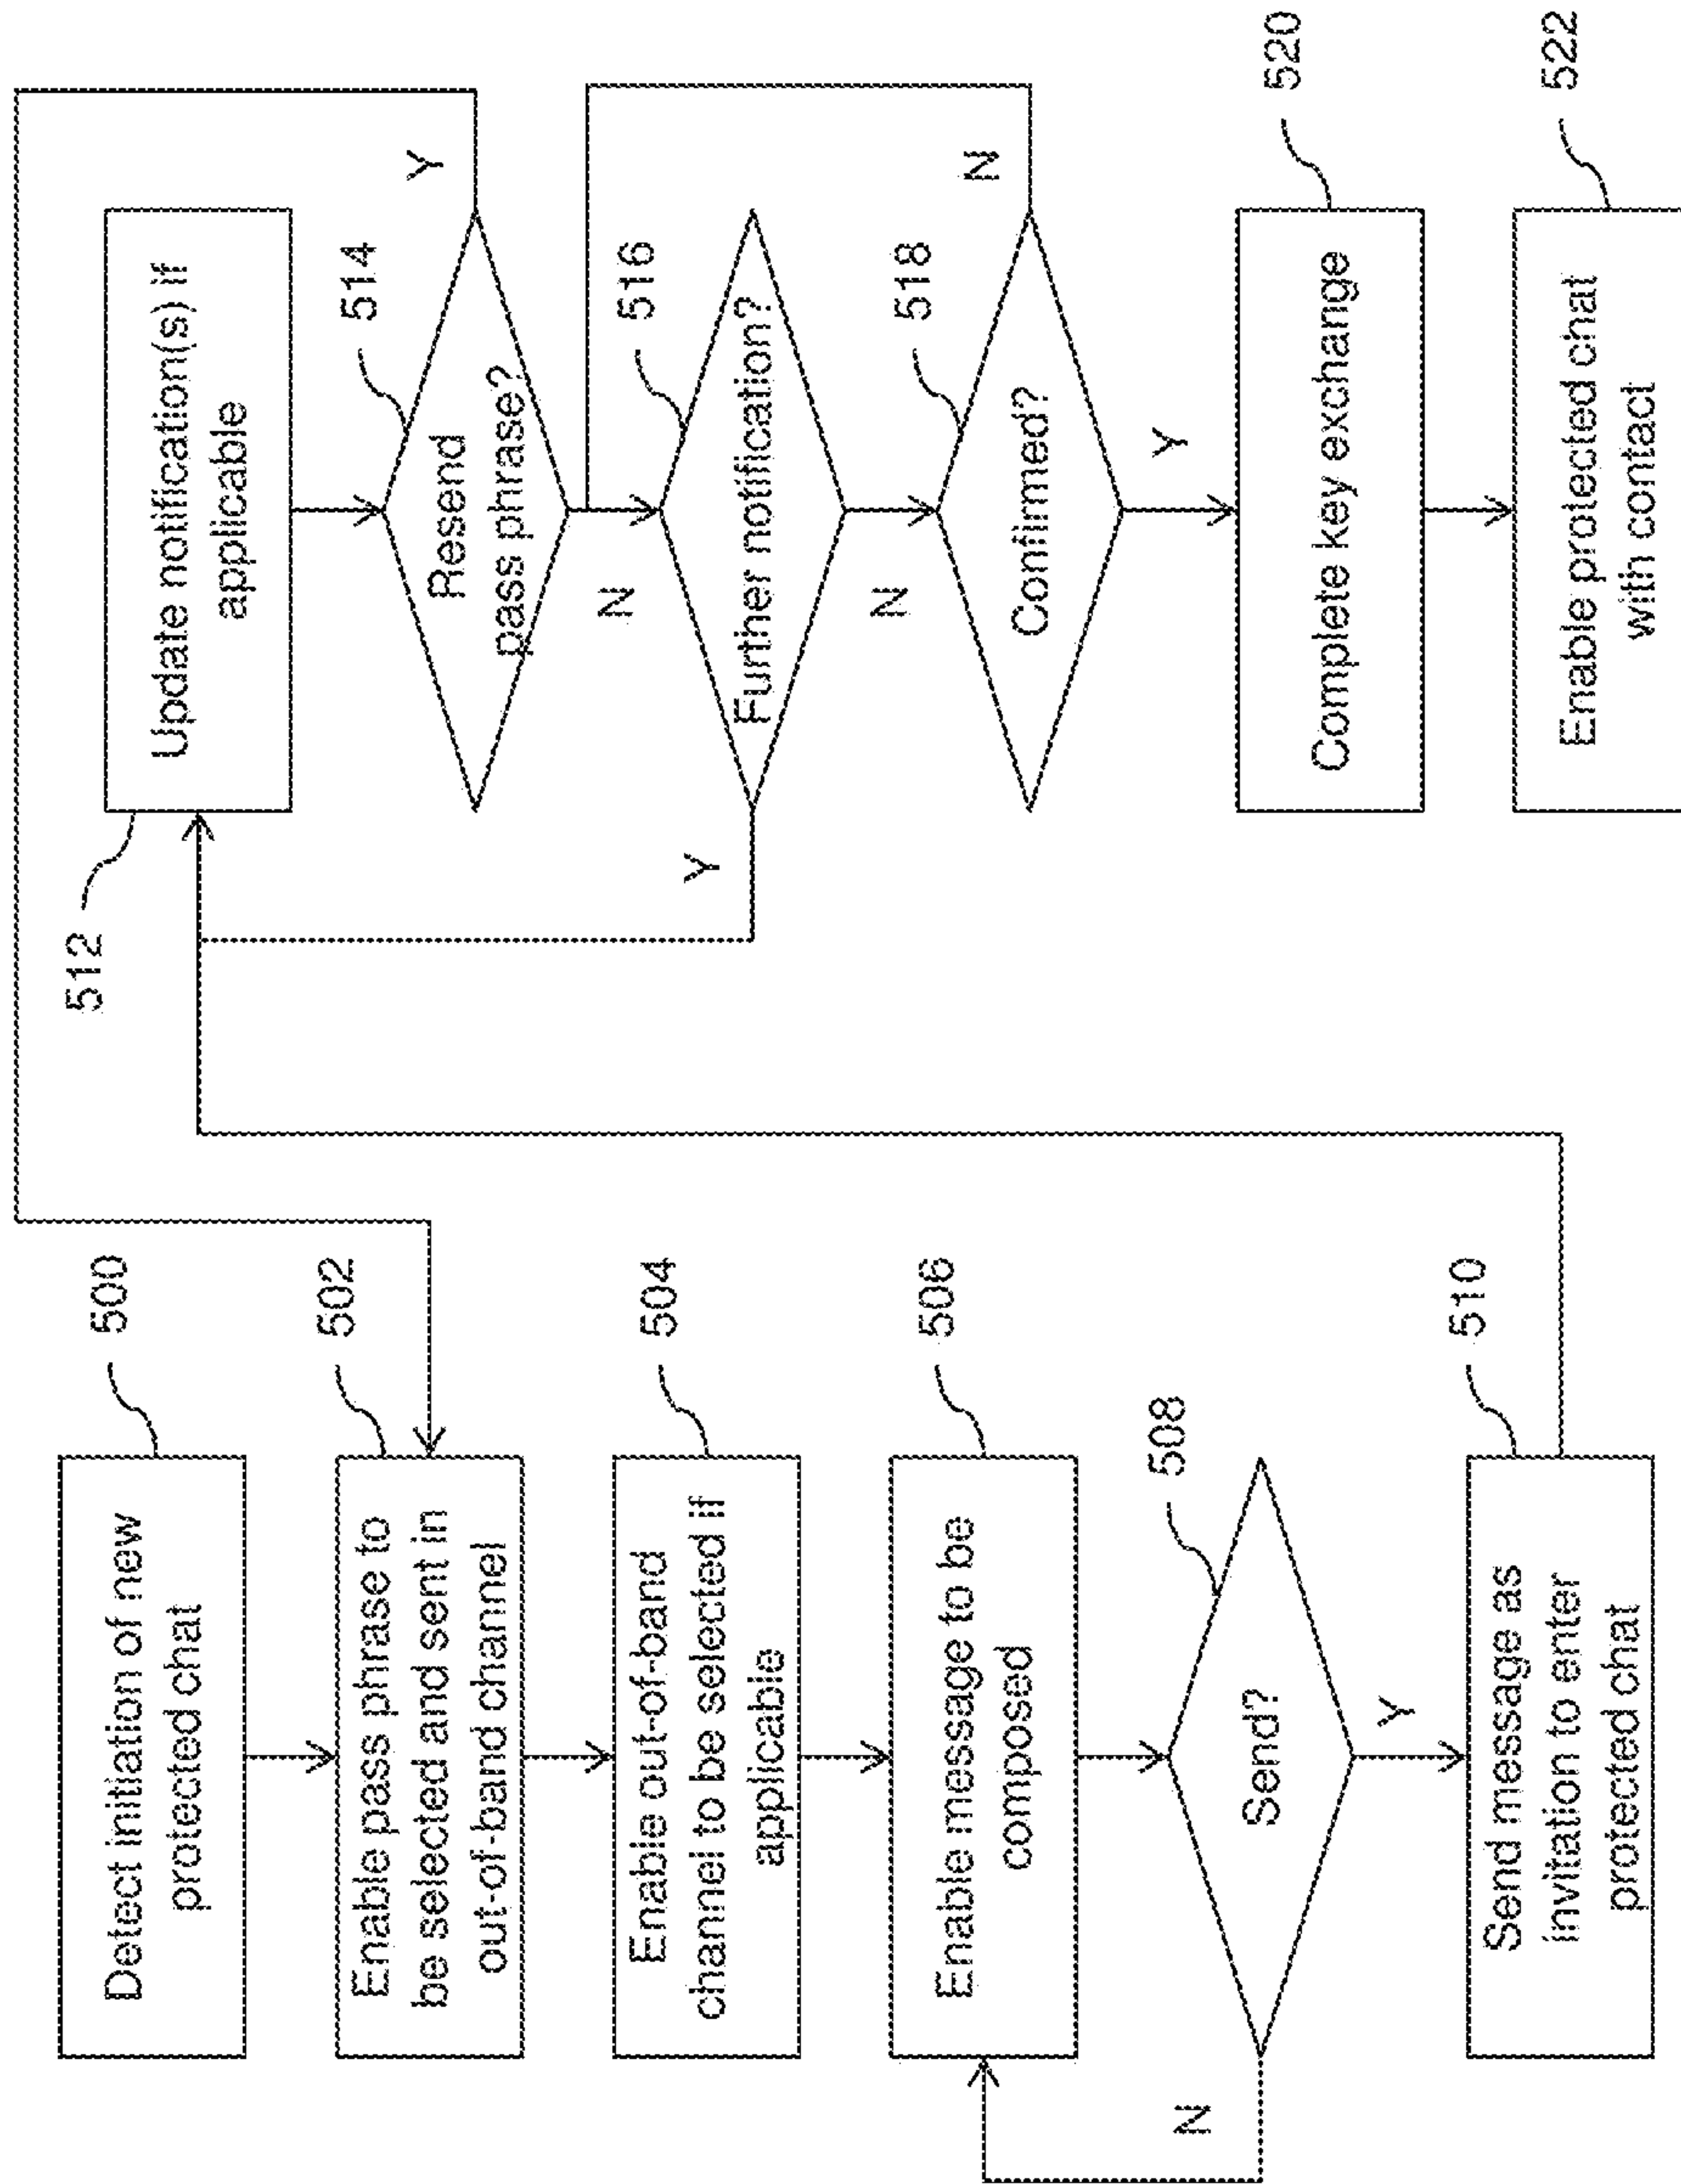 500
Detect initiation of new
protected chat
502
Enable pass phrase to
be selected and sent in
out-of-band channel
504
Enable out-of-band
channel to be selected if
applicable
506
Enable message to be
composed
508
Send?
N
Y
510
Send message as
invitation to enter
protected chat
512
Update notification(s) if
applicable
514
Resend
pass phrase?
Y
N
516
Further notification?
Y
N
518
Confirmed?
N
Y
520
Complete key exchange
522
Enable protected chat
with contact